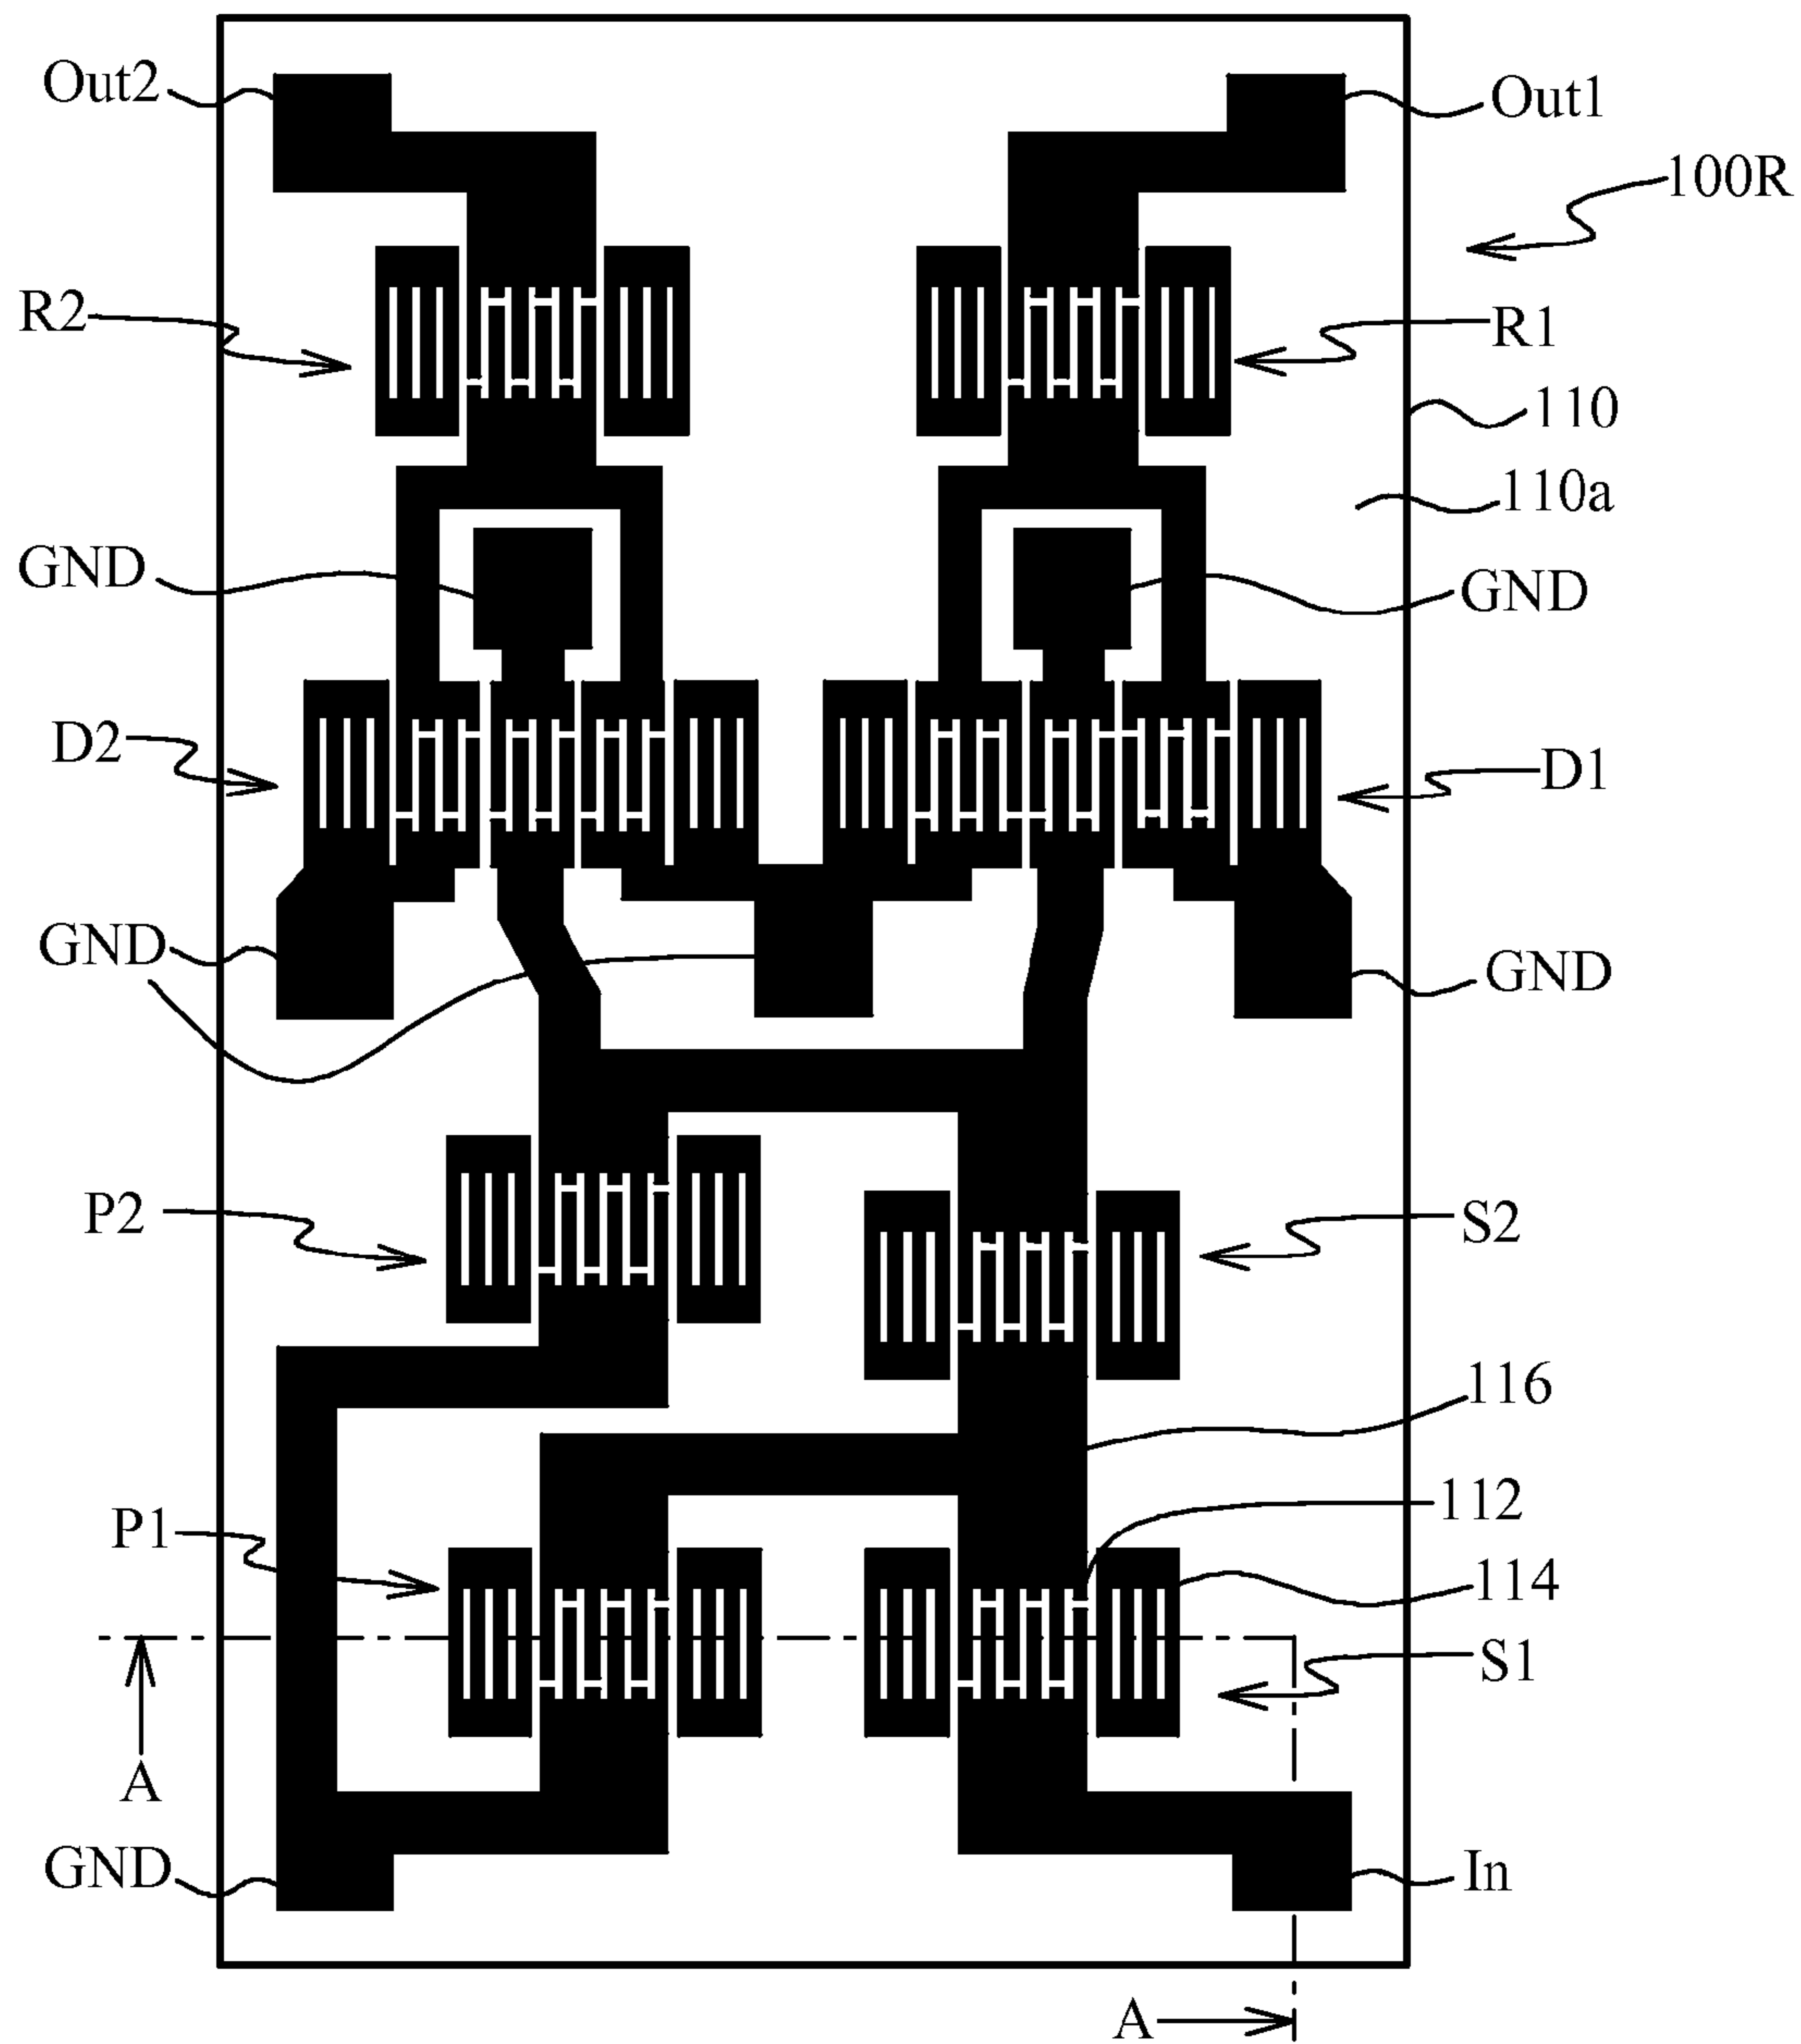 Out2
Out1
100R
R2
R1
110
110a
GND
GND
D2
D1
GND
GND
P2
S2
116
112
P1
114
S1
A
GND
In
A